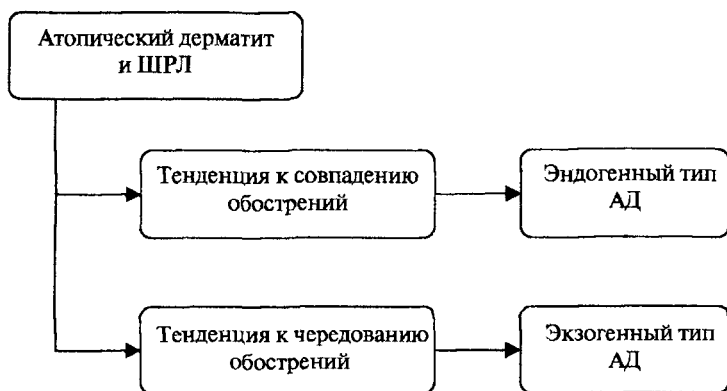 Атопический дерматит
и ШРЛ
Тенденция к совпадению
обострений
Эндогенный тип
АД
Тенденция к чередованию
обострений
Экзогенный тип
АД